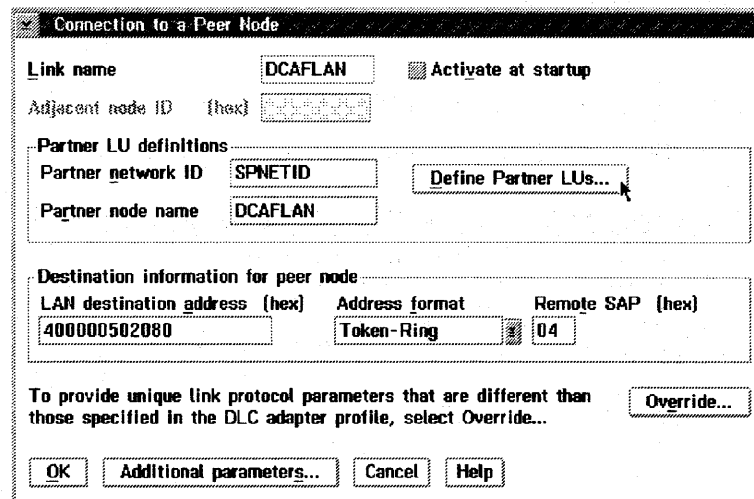 Connection to a Peer Node
Link name DCAFLAN Activate at startup
Adjacent node ID (hex)
Partner LU definitions
Partner network ID SPNETID Define Partner LUs...
Partner node name DCAFLAN
Destination information for peer node
LAN destination address (hex) Address format Remote SAP (hex)
400000502080 Token-Ring 04
To provide unique link protocol parameters that are different than Override...
those specified in the DLC adapter profile, select Override...
OK Additional parameters... Cancel Help